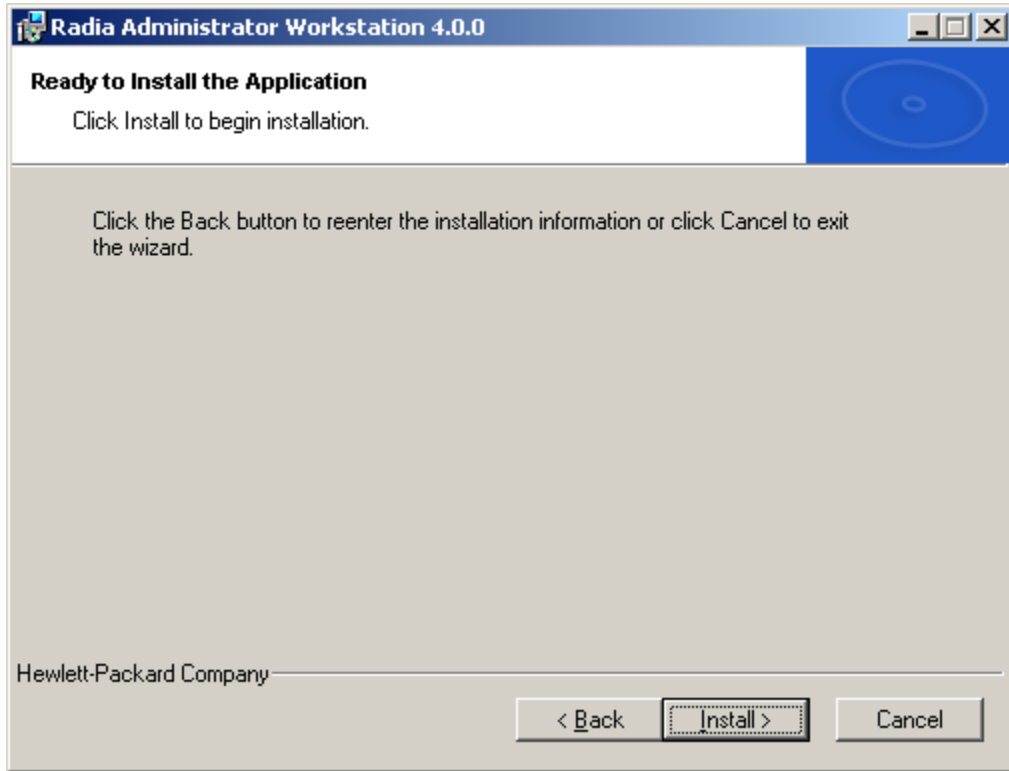 Radia Administrator Workstation 4.0.0
Ready to Install the Application
Click Install to begin installation.
Click the Back button to reenter the installation information or click Cancel to exit
the wizard.
Hewlett-Packard Company
< Back Install > Cancel